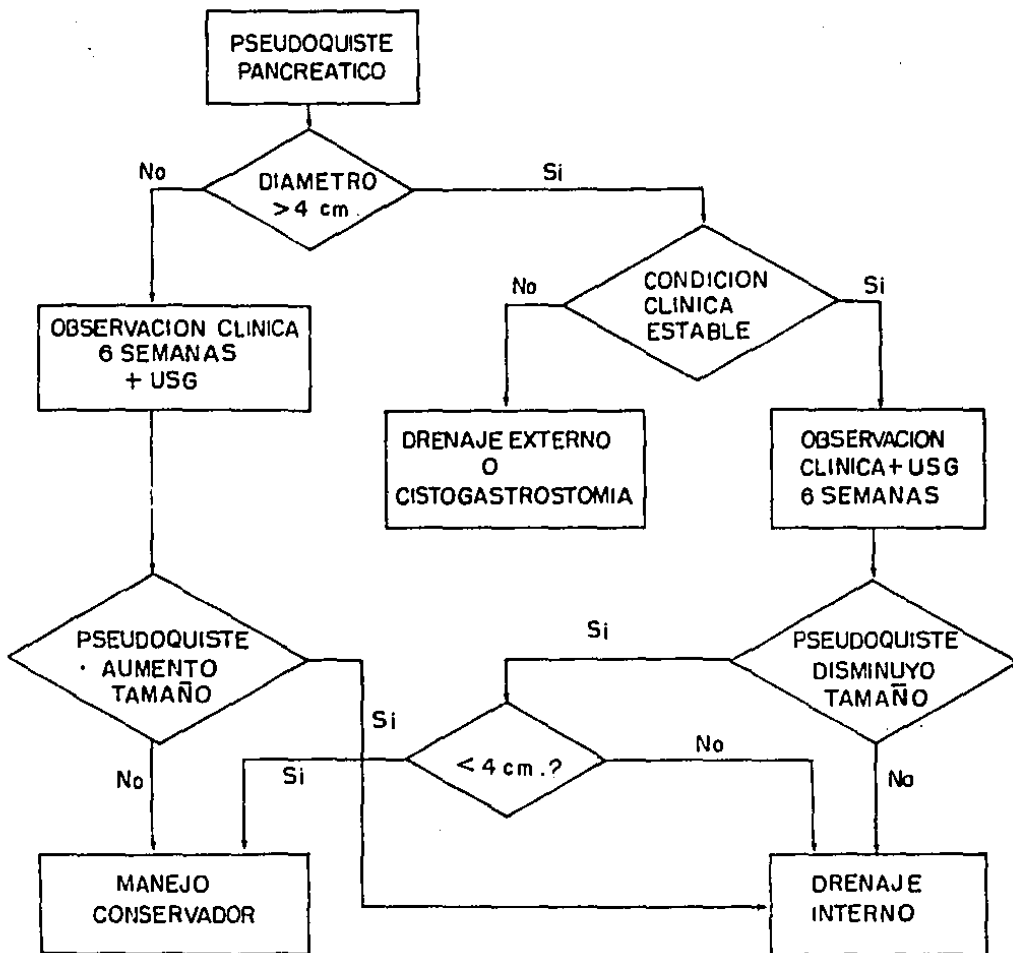 PSEUDOQUISTE
PANCREATICO
No
DIAMETRO
>4 cm.
Si
No
CONDICION
CLINICA
ESTABLE
Si
OBSERVACION CLINICA
6 SEMANAS
+ USG
DRENAJE EXTERNO
O
CISTOGASTROSTOMIA
OBSERVACION
CLINICA + USG
6 SEMANAS
PSEUDOQUISTE
AUMENTO
TAMAÑO
Si
PSEUDOQUISTE
DISMINUYO
TAMAÑO
Si
No
Si
< 4 cm.?
No
No
MANEJO
CONSERVADOR
DRENAJE
INTERNO